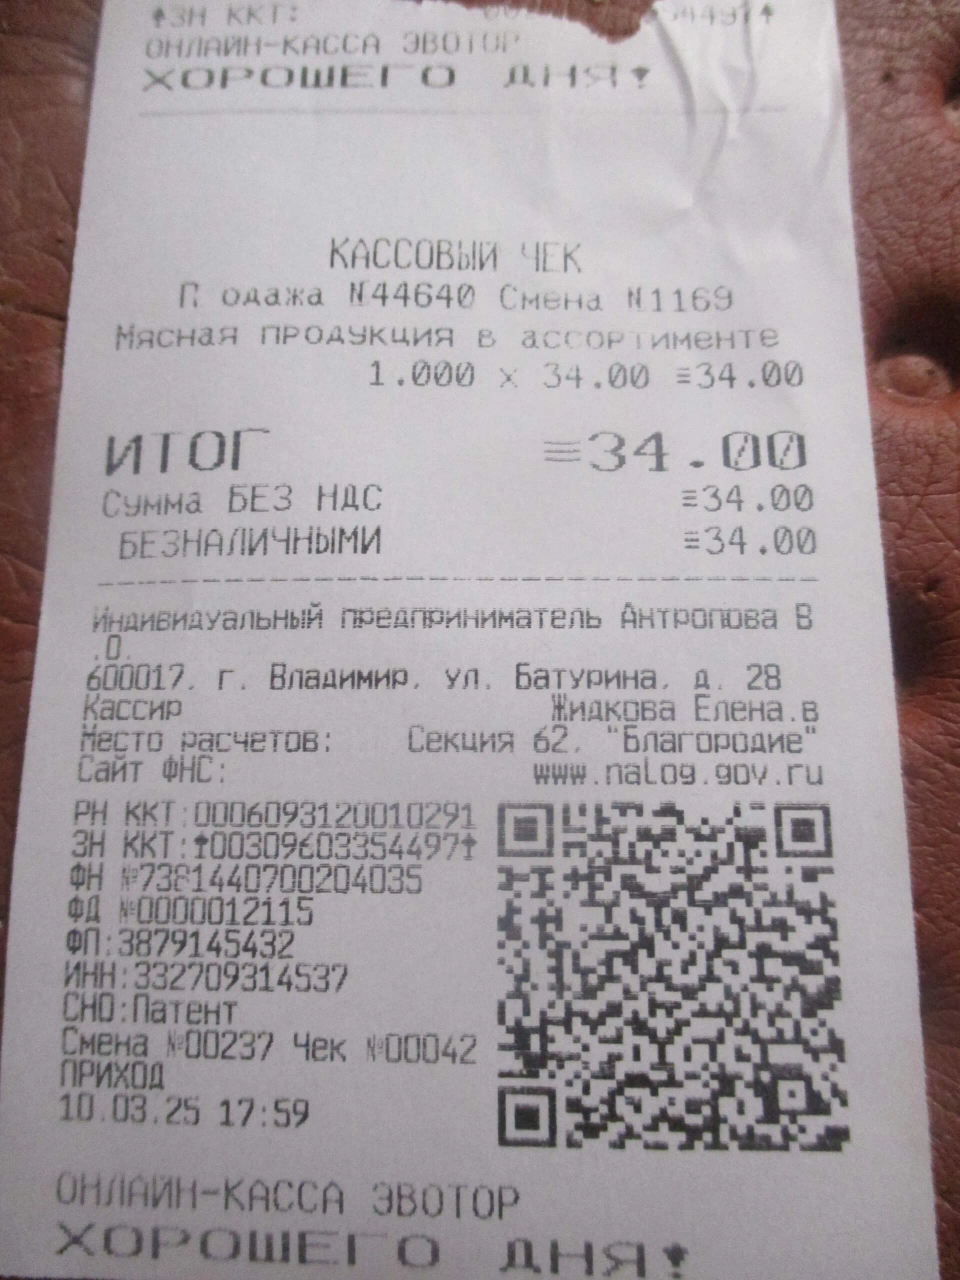 ЗН ККТ:
ОНЛАЙН-КАССА ЭВОТОР
ХОРОШЕГО ДНЯ!
КАССОВЫЙ ЧЕК
П одажа N44640 Смена N1169
Мясная ПРОДУКЦИЯ в ассортименте
1.000 x 34.00 ≡34.00
ИТОГ ≡34.00
Сумма БЕЗ НДС ≡34.00
БЕЗНАЛИЧНЫМИ ≡34.00
Индивидуальный предприниматель Антропова В
.О.
600017, г. Владимир, ул. Батурина, д. 28
Кассир Жидкова Елена.в
Место расчетов: Секция 62, "Благородие"
Сайт ФНС: www.nalog.gov.ru
РН ККТ:0006093120010291
ЗН ККТ:↑00309603354497↑
ФН №7381440700204035
ФД №0000012115
ФП:3879145432
ИНН:332709314537
СНО:Патент
Смена №00237 Чек №00042
ПРИХОД
10.03.25 17:59
ОНЛАЙН-КАССА ЭВОТОР
ХОРОШЕГО ДНЯ!